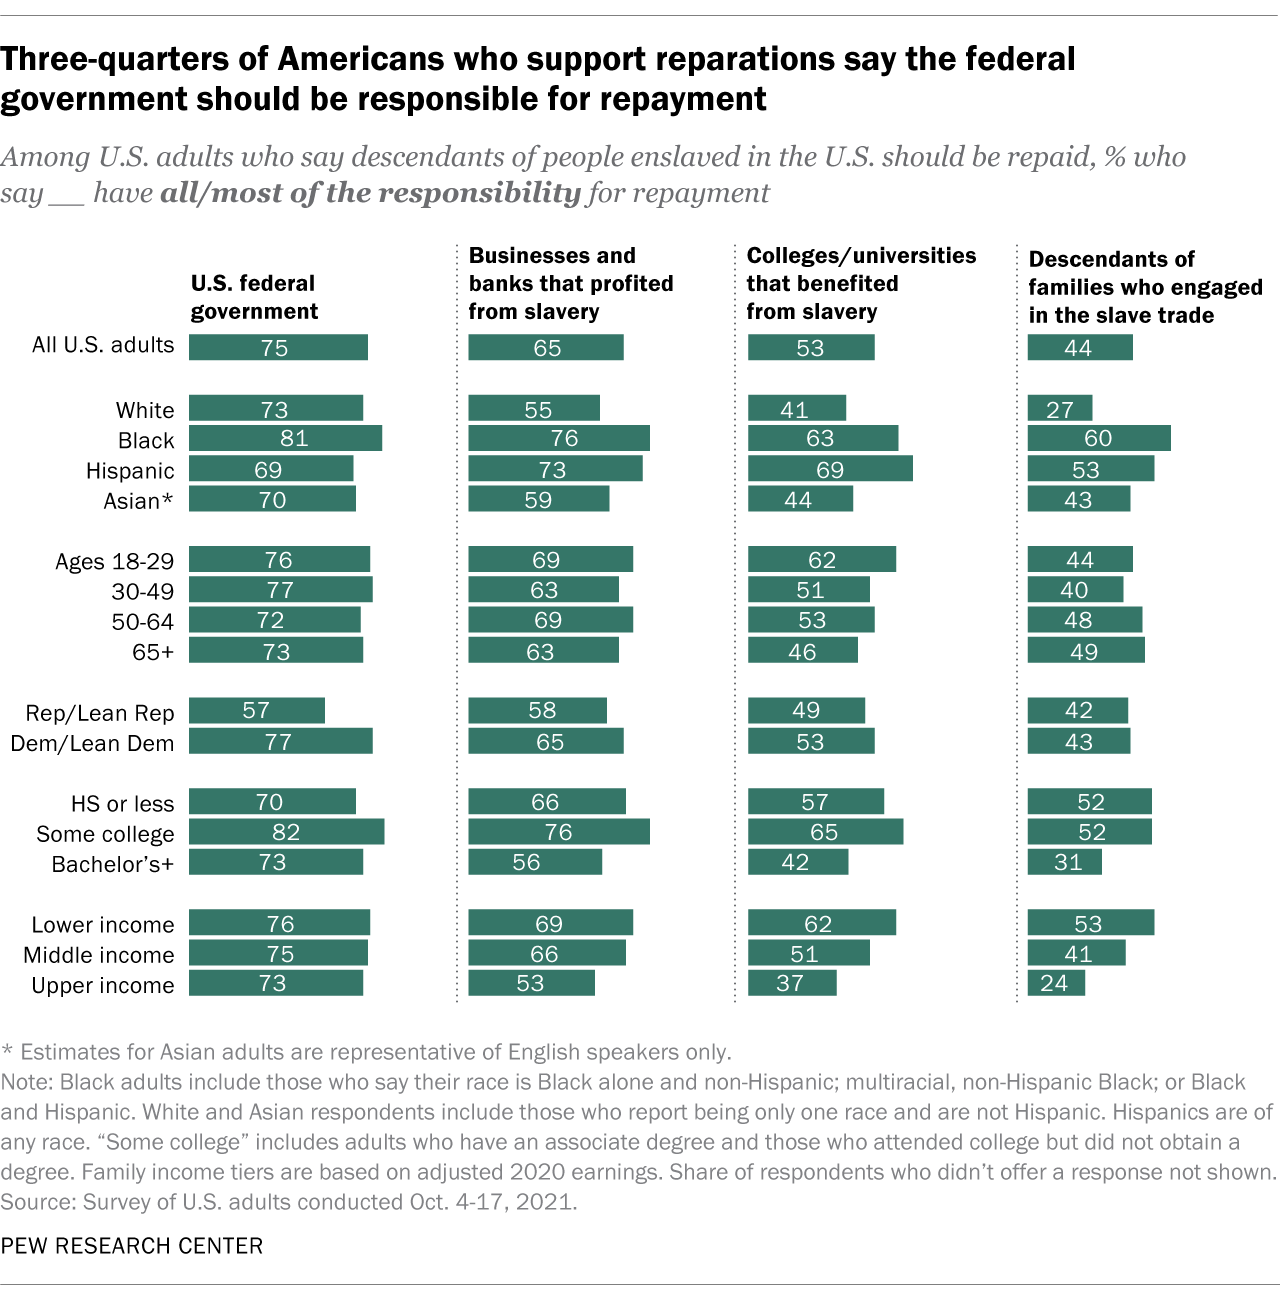 Three-quarters of Americans who support reparations say the federal
government should be responsible for repayment
Among U.S. adults who say descendants of people enslaved in the U.S. should be repaid, % who
say __ have all/most of the responsibility for repayment
U.S. federal
government
Businesses and
banks that profited
from slavery
Colleges/universities
that benefited
from slavery
Descendants of
families who engaged
in the slave trade
All U.S. adults 75 65 53 44
White 73 55 41 27
Black 81 76 63 60
Hispanic 69 73 69 53
Asian* 70 59 44 43
Ages 18-29 76 69 62 44
30-49 77 63 51 40
50-64 72 69 53 48
65+ 73 63 46 49
Rep/Lean Rep 57 58 49 42
Dem/Lean Dem 77 65 53 43
HS or less 70 66 57 52
Some college 82 76 65 52
Bachelor’s+ 73 56 42 31
Lower income 76 69 62 53
Middle income 75 66 51 41
Upper income 73 53 37 24
* Estimates for Asian adults are representative of English speakers only.
Note: Black adults include those who say their race is Black alone and non-Hispanic; multiracial, non-Hispanic Black; or Black
and Hispanic. White and Asian respondents include those who report being only one race and are not Hispanic. Hispanics are of
any race. “Some college” includes adults who have an associate degree and those who attended college but did not obtain a
degree. Family income tiers are based on adjusted 2020 earnings. Share of respondents who didn’t offer a response not shown.
Source: Survey of U.S. adults conducted Oct. 4-17, 2021.
PEW RESEARCH CENTER